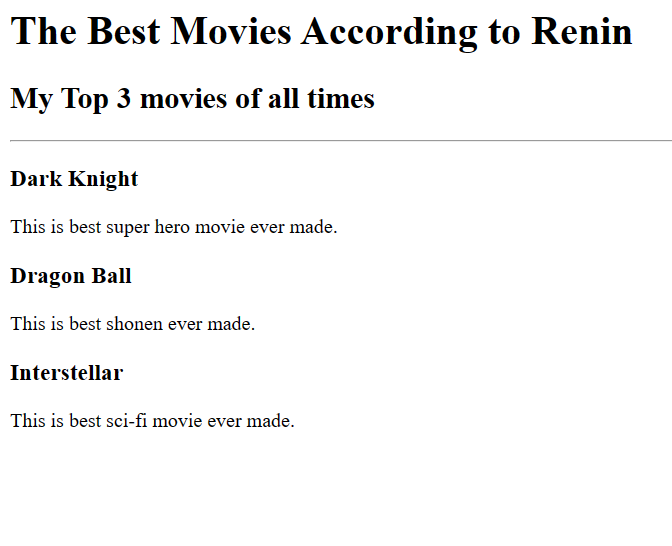 The Best Movies According to Renin
My Top 3 movies of all times
Dark Knight
This is best super hero movie ever made.
Dragon Ball
This is best shonen ever made.
Interstellar
This is best sci-fi movie ever made.